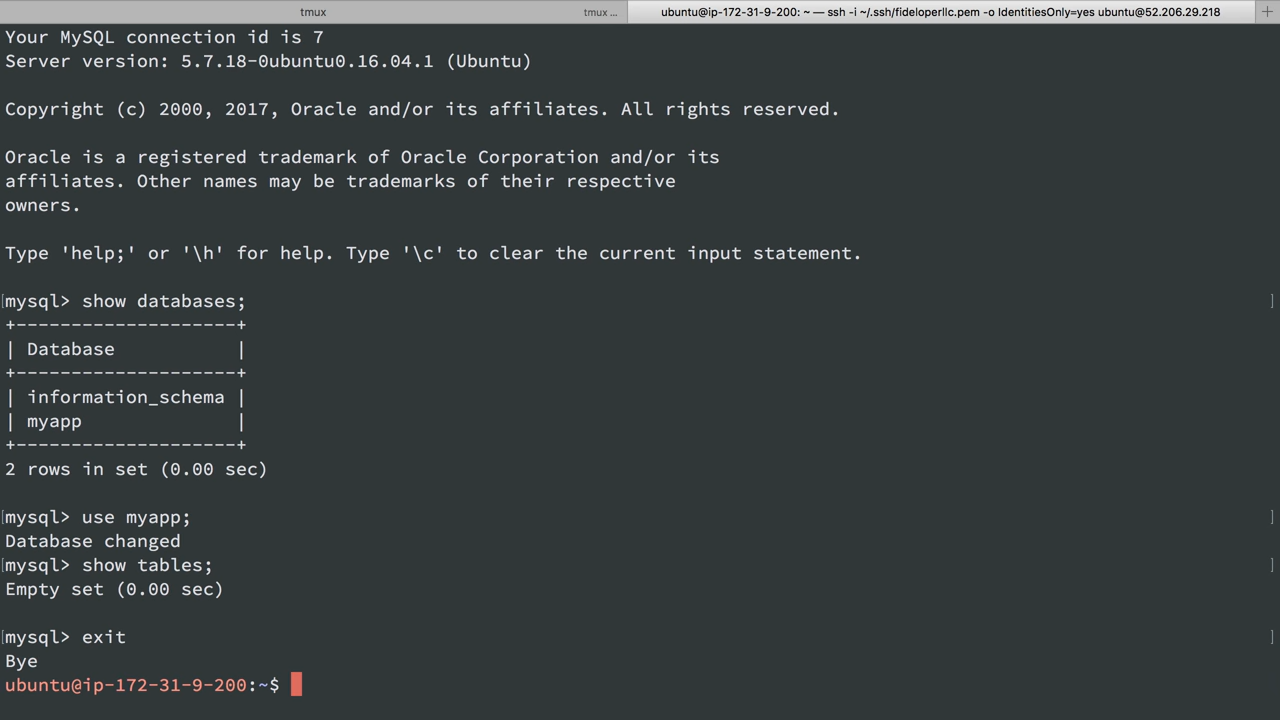 tmux
tmux ...
ubuntu@ip-172-31-9-200: ~ — ssh -i ~/.ssh/fideloperllc.pem -o IdentitiesOnly=yes ubuntu@52.206.29.218
+
Your MySQL connection id is 7
Server version: 5.7.18-0ubuntu0.16.04.1 (Ubuntu)
Copyright (c) 2000, 2017, Oracle and/or its affiliates. All rights reserved.
Oracle is a registered trademark of Oracle Corporation and/or its
affiliates. Other names may be trademarks of their respective
owners.
Type 'help;' or '\h' for help. Type '\c' to clear the current input statement.
[mysql> show databases; ]
+--------------------+
| Database           |
+--------------------+
| information_schema |
| myapp              |
+--------------------+
2 rows in set (0.00 sec)
[mysql> use myapp; ]
Database changed
[mysql> show tables; ]
Empty set (0.00 sec)
[mysql> exit ]
Bye
ubuntu@ip-172-31-9-200:~$